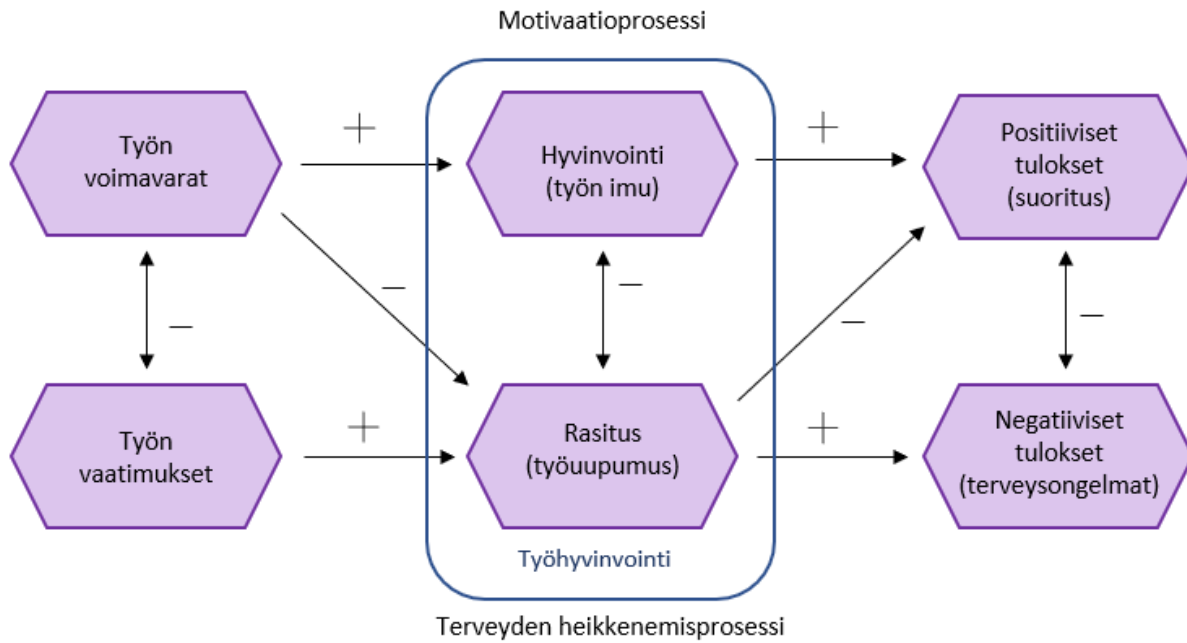 Motivaatioprosessi
Työn
voimavarat
+
Hyvinvointi
(työn imu)
+
Positiiviset
tulokset
(suoritus)
−
−
−
−
−
Työn
vaatimukset
+
Rasitus
(työuupumus)
+
Negatiiviset
tulokset
(terveysongelmat)
Työhyvinvointi
Terveyden heikkenemisprosessi